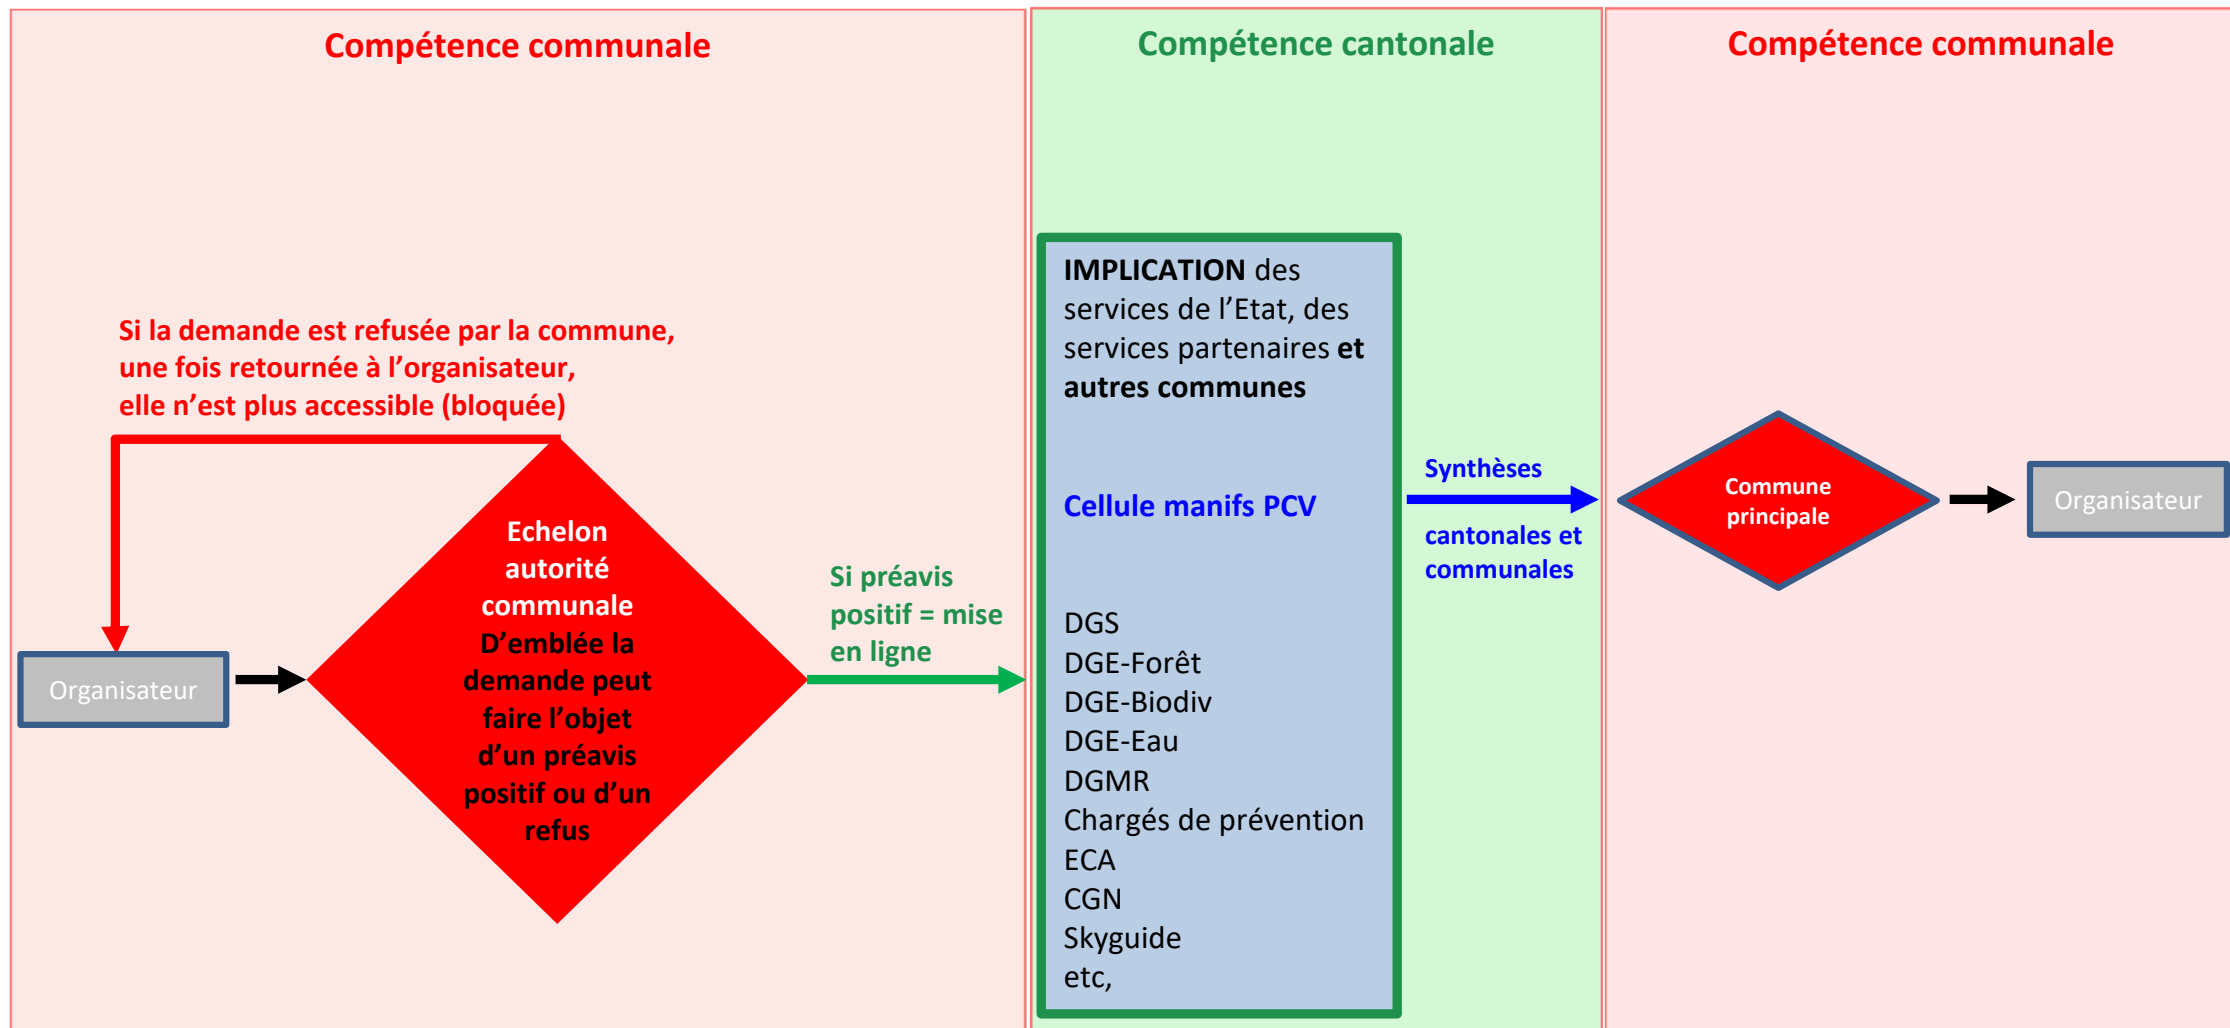 Compétence communale
Compétence cantonale
Compétence communale
Si la demande est refusée par la commune,
une fois retournée à l’organisateur,
elle n’est plus accessible (bloquée)
Organisateur
Echelon
autorité
communale
D’emblée la
demande peut
faire l’objet
d’un préavis
positif ou d’un
refus
Si préavis
positif = mise
en ligne
IMPLICATION des
services de l’Etat, des
services partenaires et
autres communes
Cellule manifs PCV
DGS
DGE-Forêt
DGE-Biodiv
DGE-Eau
DGMR
Chargés de prévention
ECA
CGN
Skyguide
etc,
Synthèses
cantonales et
communales
Commune
principale
Organisateur